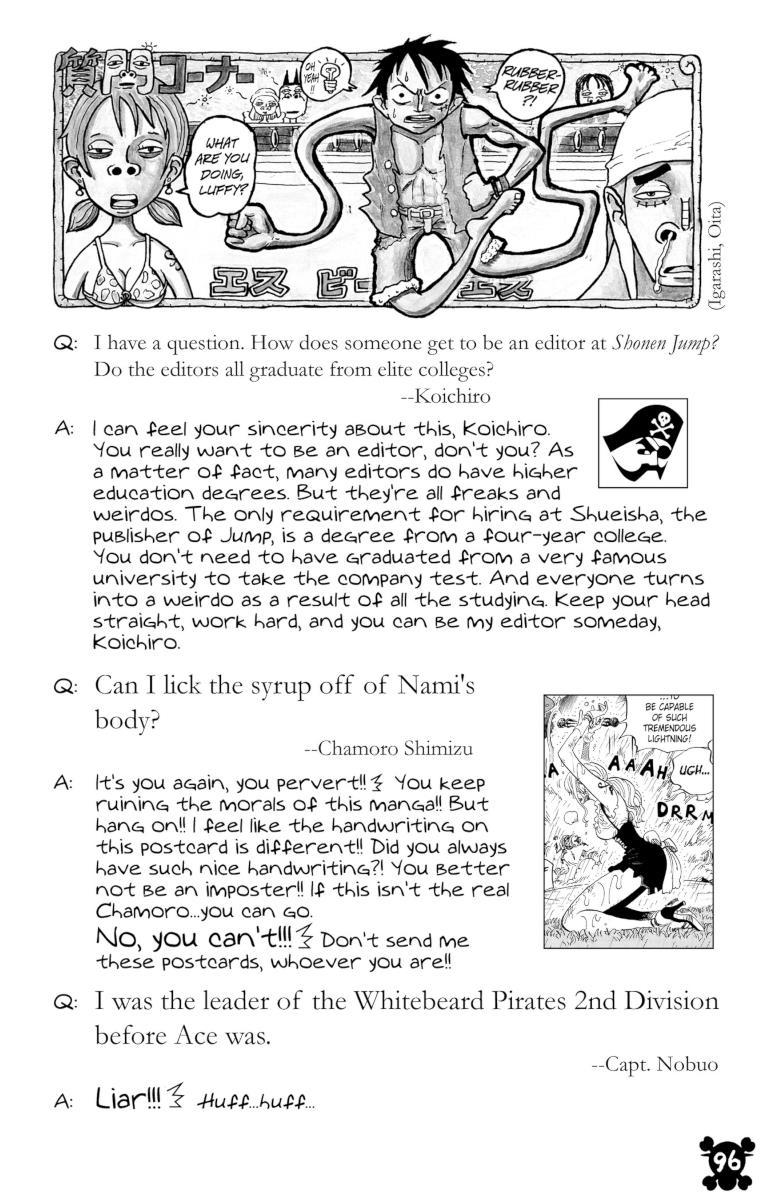 質問コーナー
OH
YEAH
!!
RUBBER-
RUBBER
?!
WHAT
ARE YOU
DOING,
LUFFY?
エス ビー エス
(Igarashi, Oita)
Q: I have a question. How does someone get to be an editor at Shonen Jump?
Do the editors all graduate from elite colleges?
--Koichiro
A: I can feel your sincerity about this, Koichiro.
You really want to be an editor, don't you? As
a matter of fact, many editors do have higher
education degrees. But they're all freaks and
weirdos. The only requirement for hiring at Shueisha, the
publisher of Jump, is a degree from a four-year college.
You don't need to have graduated from a very famous
university to take the company test. And everyone turns
into a weirdo as a result of all the studying. Keep your head
straight, work hard, and you can be my editor someday,
Koichiro.
Q: Can I lick the syrup off of Nami's
body?
--Chamoro Shimizu
A: It's you again, you pervert!! You keep
ruining the morals of this manga!! But
hang on!! I feel like the handwriting on
this postcard is different!! Did you always
have such nice handwriting?! You better
not be an imposter!! If this isn't the real
Chamoro...you can go.
No, you can't!!! Don't send me
these postcards, whoever you are!!
...TO
BE CAPABLE
OF SUCH
TREMENDOUS
LIGHTNING!
A AAAH
UGH...
DRRM
Q: I was the leader of the Whitebeard Pirates 2nd Division
before Ace was.
--Capt. Nobuo
A: Liar!!! Huff...huff...
96